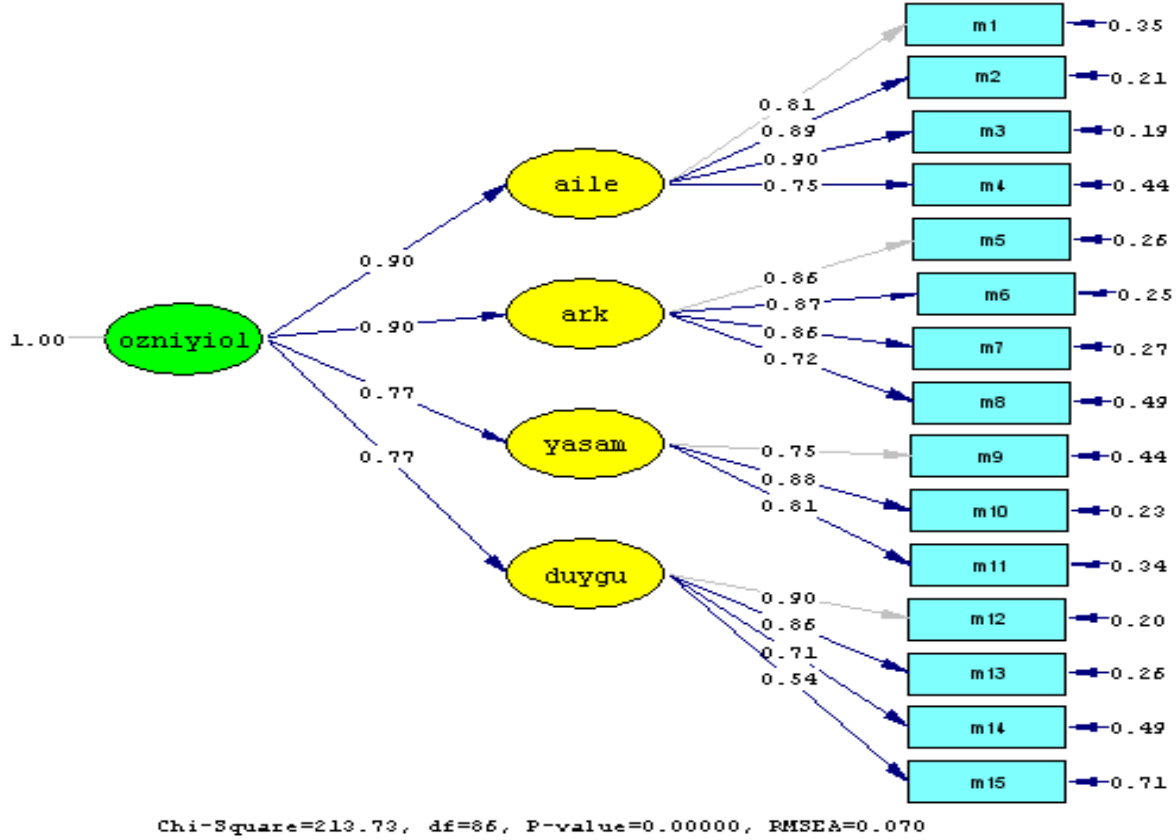 m1
0.35
m2
0.21
m3
0.19
m4
0.44
m5
0.26
m6
0.25
m7
0.27
m8
0.49
m9
0.44
m10
0.23
m11
0.34
m12
0.20
m13
0.26
m14
0.49
m15
0.71
0.81
0.89
0.90
0.75
aile
0.86
0.87
0.86
0.72
ark
0.75
0.88
0.81
yasam
0.90
0.86
0.71
0.54
duygu
0.90
0.90
0.77
0.77
1.00
ozniyiol
Chi-Square=213.73, df=86, P-value=0.00000, RMSEA=0.070